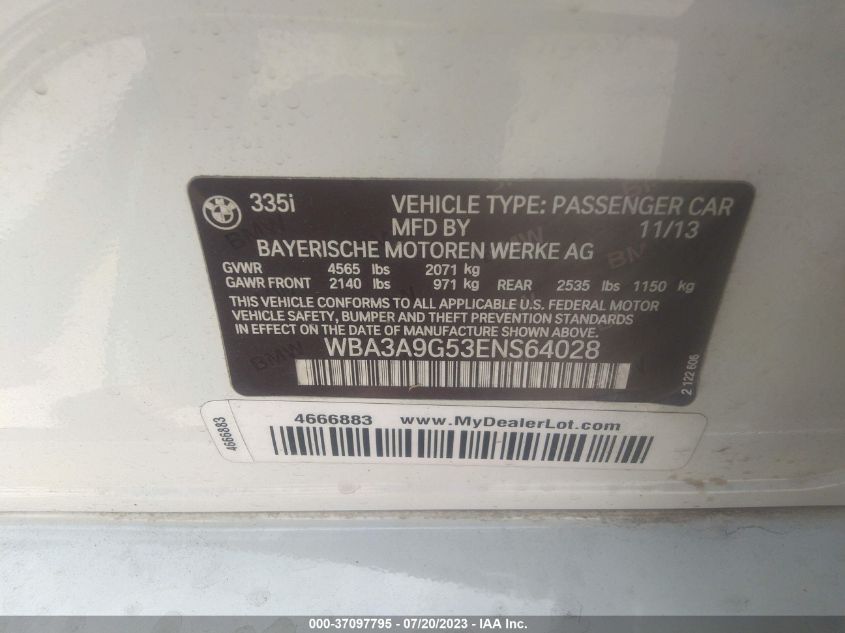 335i VEHICLE TYPE: PASSENGER CAR
MFD BY 11/13
BAYERISCHE MOTOREN WERKE AG
GVWR 4565 lbs 2071 kg
GAWR FRONT 2140 lbs 971 kg REAR 2535 lbs 1150 kg
THIS VEHICLE CONFORMS TO ALL APPLICABLE U.S. FEDERAL MOTOR
VEHICLE SAFETY, BUMPER AND THEFT PREVENTION STANDARDS
IN EFFECT ON THE DATE OF MANUFACTURE SHOWN ABOVE.
WBA3A9G53ENS64028
2 122 606
4666883
4666883 www.MyDealerLot.com
000-37097795 - 07/20/2023 - IAA Inc.